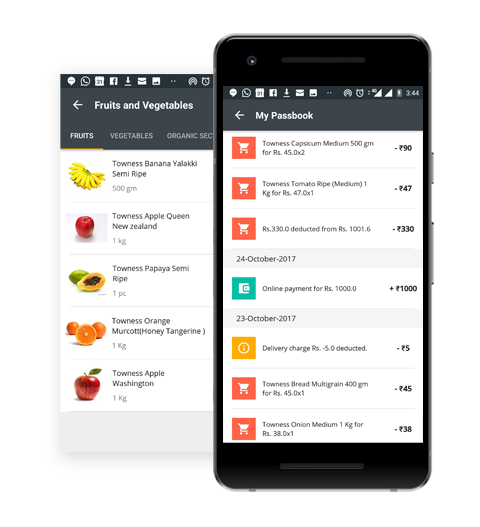 Fruits and Vegetables
FRUITS VEGETABLES ORGANIC SEC
Towness Banana Yalakki
Semi Ripe
500 gm
Towness Apple Queen
New zealand
1 kg
Towness Papaya Semi
Ripe
1 pc
Towness Orange
Murcott(Honey Tangerine )
1 Kg
Towness Apple
Washington
1 Kg
3:44
My Passbook
Towness Capsicum Medium 500 gm
for Rs. 45.0x2
- ₹90
Towness Tomato Ripe (Medium) 1
Kg for Rs. 47.0x1
- ₹47
Rs.330.0 deducted from Rs. 1001.6
- ₹330
24-October-2017
Online payment for Rs. 1000.0
+ ₹1000
23-October-2017
Delivery charge Rs. -5.0 deducted.
- ₹5
Towness Bread Multigrain 400 gm
for Rs. 45.0x1
- ₹45
Towness Onion Medium 1 Kg for
Rs. 38.0x1
- ₹38